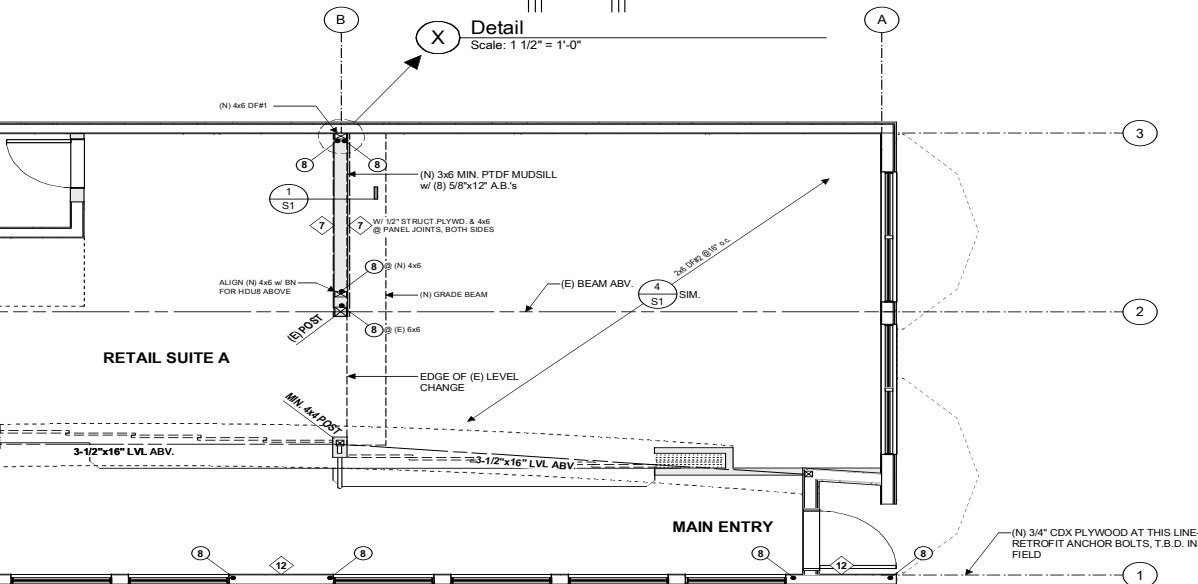 B
A
X
Detail
Scale: 1 1/2" = 1'-0"
(N) 4x6 DF#1
3
8
8
(N) 3x6 MIN. PTDF MUDSILL
w/ (8) 5/8"x12" A.B.'s
1
S1
7
7
W/ 1/2" STRUCT.PLYWD. & 4x6
@ PANEL JOINTS, BOTH SIDES
2x6 DF#2 @16" o.c.
8
@ (N) 4x6
ALIGN (N) 4x6 w/ BN
FOR HDU8 ABOVE
(N) GRADE BEAM
(E) BEAM ABV.
4
S1
SIM.
2
(E) POST
8
@ (E) 6x6
RETAIL SUITE A
EDGE OF (E) LEVEL
CHANGE
MIN. 4x4 POST
3-1/2"x16" LVL ABV.
3-1/2"x16" LVL ABV.
MAIN ENTRY
(N) 3/4" CDX PLYWOOD AT THIS LINE-
RETROFIT ANCHOR BOLTS, T.B.D. IN
FIELD
8
12
8
8
12
8
1